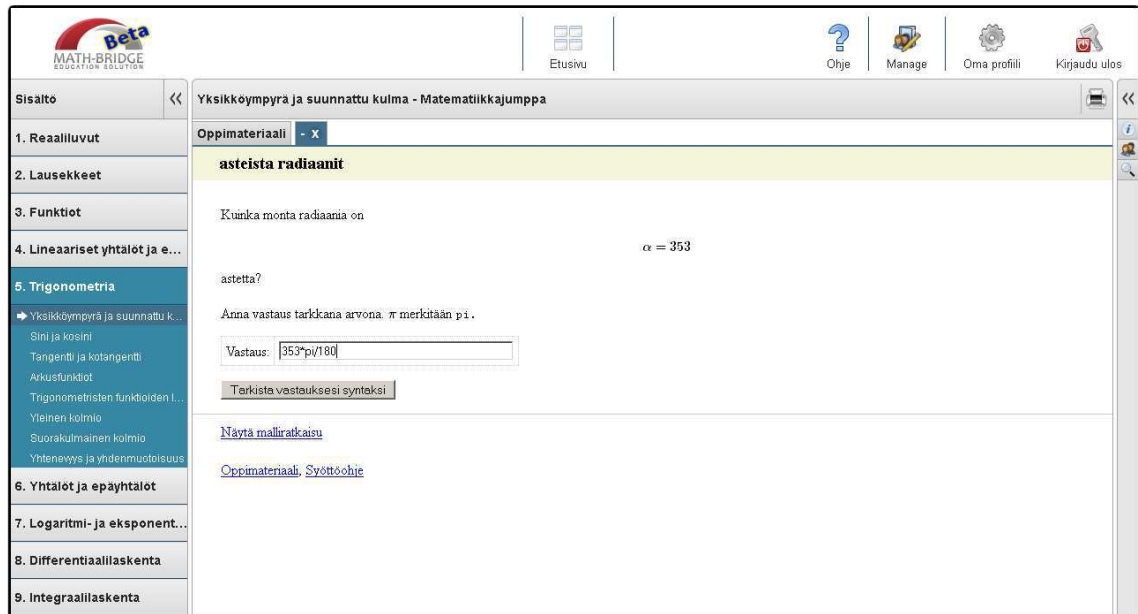 Beta
MATH-BRIDGE
EDUCATION SOLUTION
Etusivu
Ohje
Manage
Oma profiili
Kirjaudu ulos
Sisältö
Yksikköympyrä ja suunnattu kulma - Matematiikkajumppa
1. Reaaliluvut
2. Lausekkeet
3. Funktiot
4. Lineaariset yhtälöt ja e...
5. Trigonometria
Yksikköympyrä ja suunnattu k...
Sini ja kosini
Tangentti ja kotangentti
Arkusfunktiot
Trigonometristen funktioiden l...
Yleinen kolmio
Suorakulmainen kolmio
Yhtenevyys ja yhdenmuotoisuus
6. Yhtälöt ja epäyhtälöt
7. Logaritmi- ja eksponent...
8. Differentiaalilaskenta
9. Integraalilaskenta
Oppimateriaali - X
asteista radiaanit
Kuinka monta radiaania on
α = 353
astetta?
Anna vastaus tarkkana arvona. π merkitään pi.
Vastaus: 353*pi/180
Tarkista vastauksesi syntaksi
Näytä malliratkaisu
Oppimateriaali, Syöttöohje